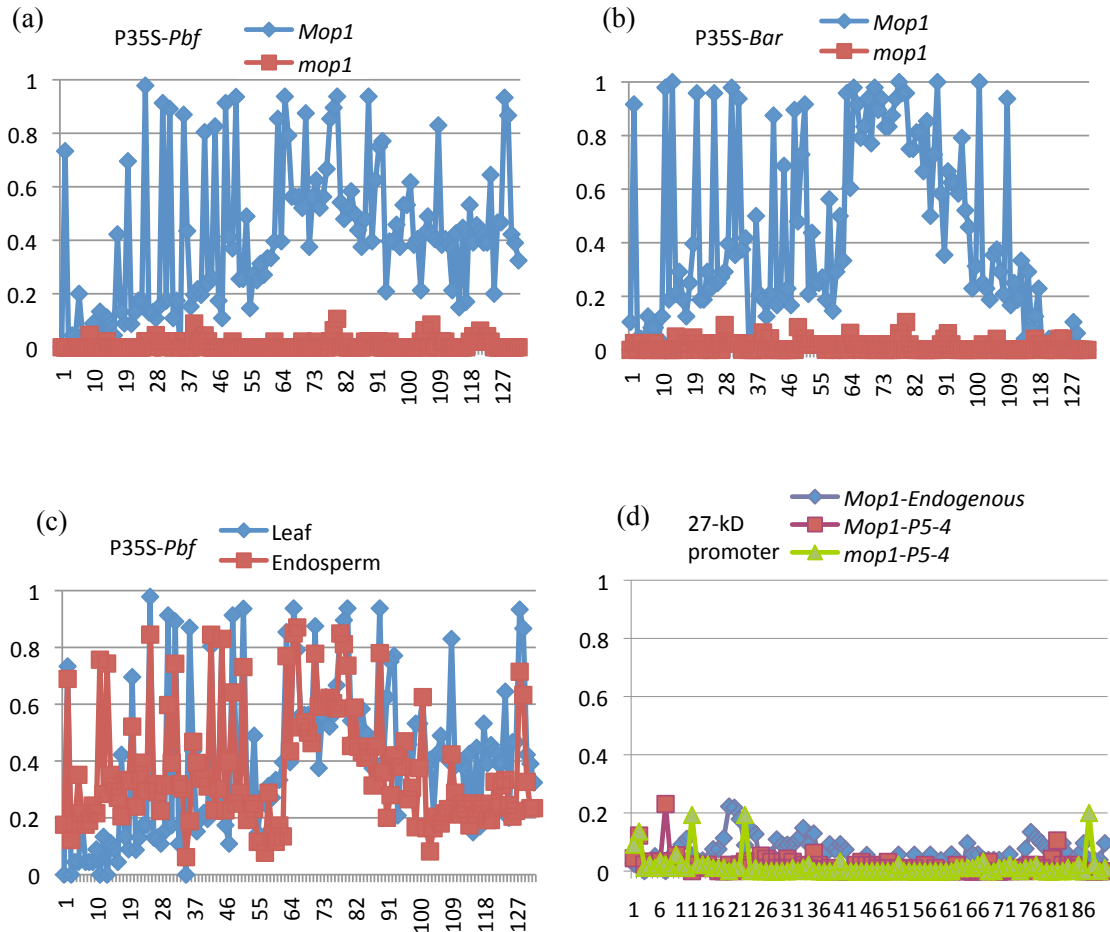 (a)
P35S-Pbf
Mop1
mop1
1
0.8
0.6
0.4
0.2
0
1 10 19 28 37 46 55 64 73 82 91 100 109 118 127
(b)
P35S-Bar
Mop1
mop1
1
0.8
0.6
0.4
0.2
0
1 10 19 28 37 46 55 64 73 82 91 100 109 118 127
(c)
P35S-Pbf
Leaf
Endosperm
1
0.8
0.6
0.4
0.2
0
1 10 19 28 37 46 55 64 73 82 91 100 109 118 127
(d)
27-kD
promoter
Mop1-Endogenous
Mop1-P5-4
mop1-P5-4
1
0.8
0.6
0.4
0.2
0
1 6 11 16 21 26 31 36 41 46 51 56 61 66 71 76 81 86